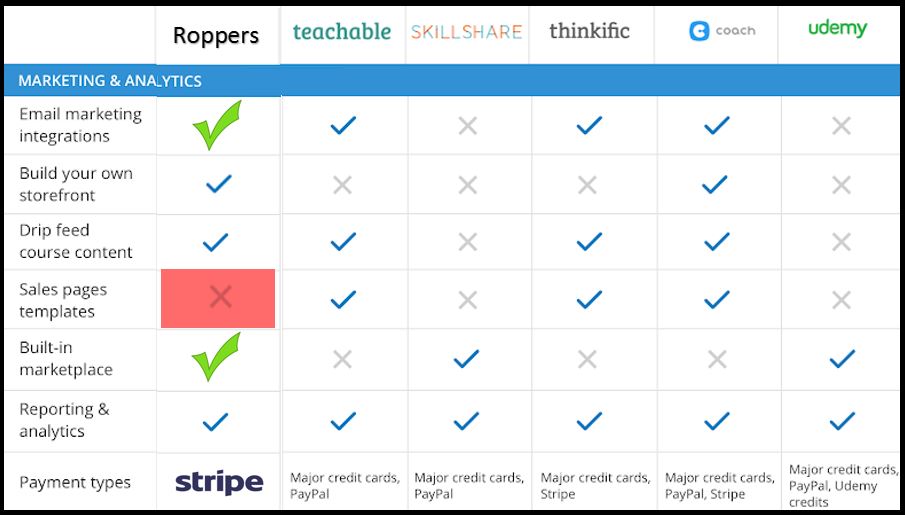 Roppers teachable SKILLSHARE thinkific coach udemy
MARKETING & ANALYTICS
Email marketing
integrations
Build your own
storefront
Drip feed
course content
Sales pages
templates
Built-in
marketplace
Reporting &
analytics
Payment types
stripe
Major credit cards,
PayPal
Major credit cards,
PayPal
Major credit cards,
Stripe
Major credit cards,
PayPal, Stripe
Major credit cards,
PayPal, Udemy
credits